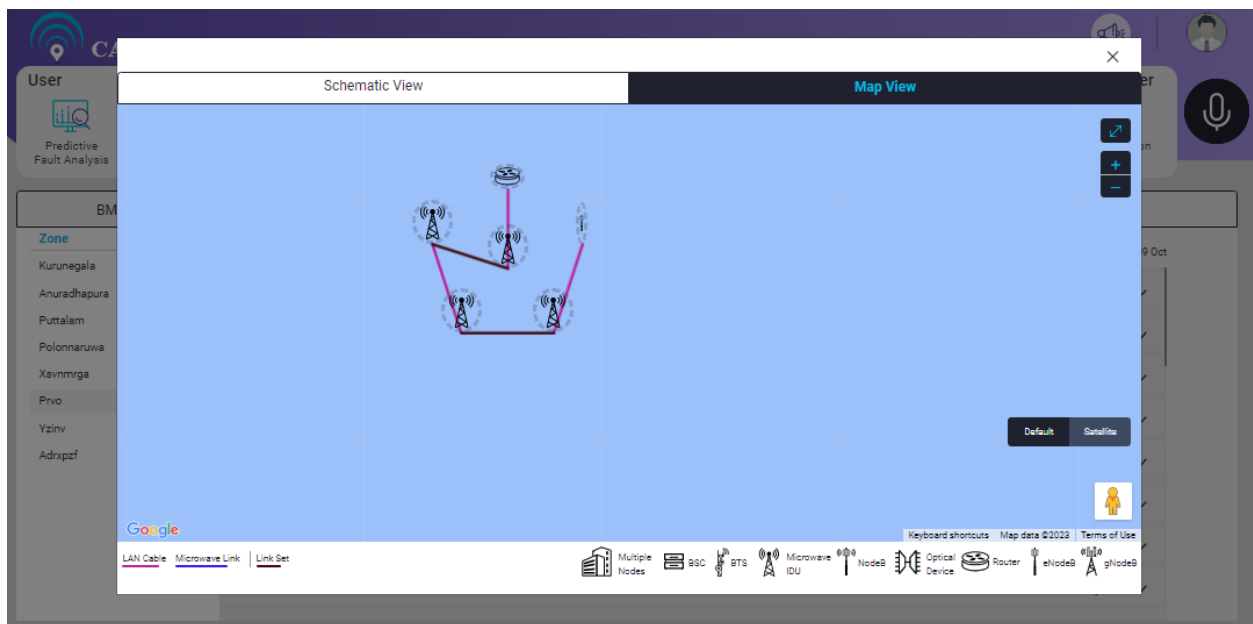 CA
User
er
Predictive
Fault Analysis
on
Schematic View
Map View
BM
Zone
9 Oct
Kurunegala
Anuradhapura
Puttalam
Polonnaruwa
Xsvnmrga
Prvo
Yzinv
Adrxpzf
Default
Satellite
Google
Keyboard shortcuts
Map data ©2023
Terms of Use
LAN Cable
Microwave Link
Link Set
Multiple
Nodes
BSC
BTS
Microwave
IDU
NodeB
Optical
Device
Router
eNodeB
gNodeB